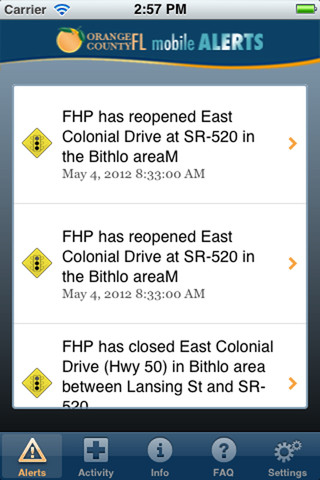 Carrier 2:57 PM
ORANGE COUNTY FL mobile ALERTS
FHP has reopened East
Colonial Drive at SR-520 in
the Bithlo areaM
May 4, 2012 8:33:00 AM
FHP has reopened East
Colonial Drive at SR-520 in
the Bithlo areaM
May 4, 2012 8:33:00 AM
FHP has closed East Colonial
Drive (Hwy 50) in Bithlo area
between Lansing St and SR-
520
Alerts Activity Info FAQ Settings